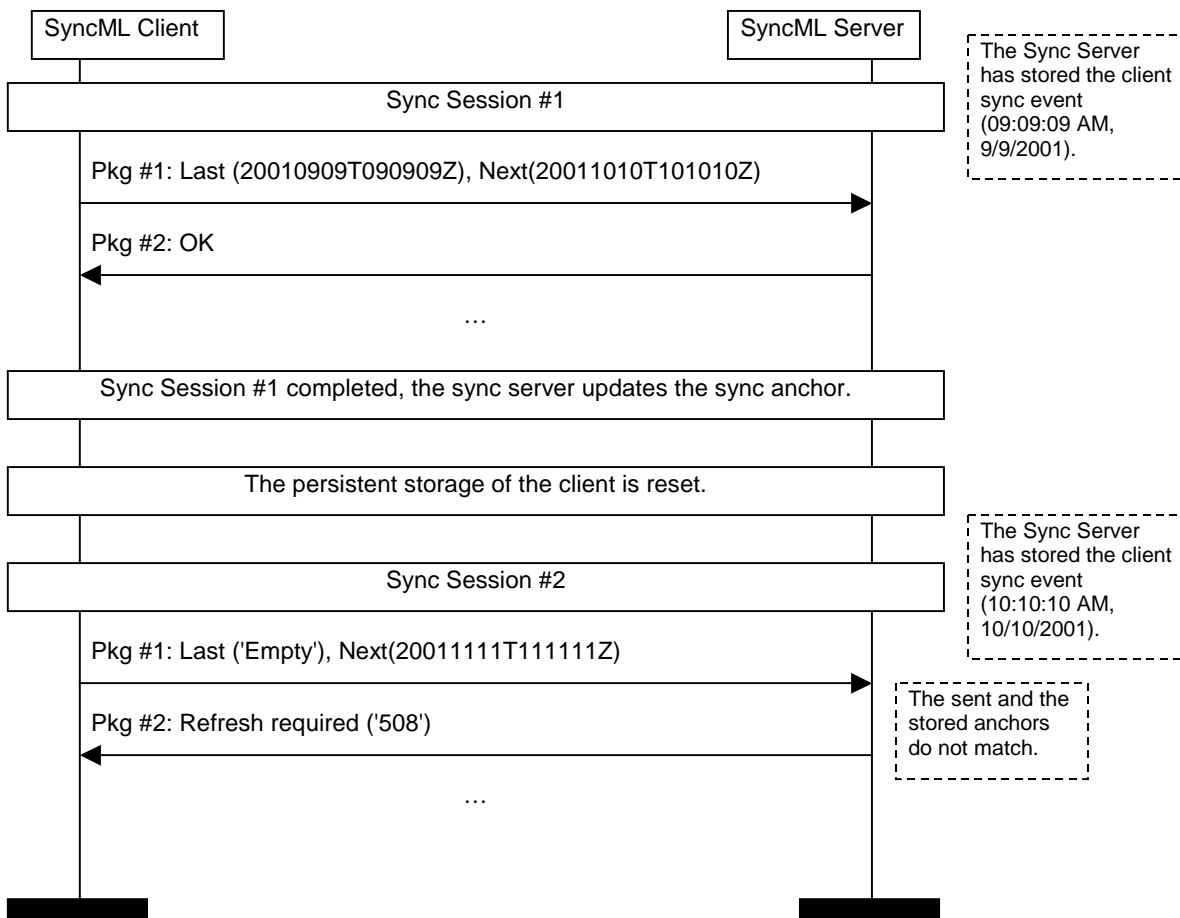 SyncML Client
SyncML Server
The Sync Server
has stored the client
sync event
(09:09:09 AM,
9/9/2001).
Sync Session #1
Pkg #1: Last (20010909T090909Z), Next(20011010T101010Z)
Pkg #2: OK
…
Sync Session #1 completed, the sync server updates the sync anchor.
The persistent storage of the client is reset.
The Sync Server
has stored the client
sync event
(10:10:10 AM,
10/10/2001).
Sync Session #2
Pkg #1: Last ('Empty'), Next(20011111T111111Z)
The sent and the
stored anchors
do not match.
Pkg #2: Refresh required ('508')
…